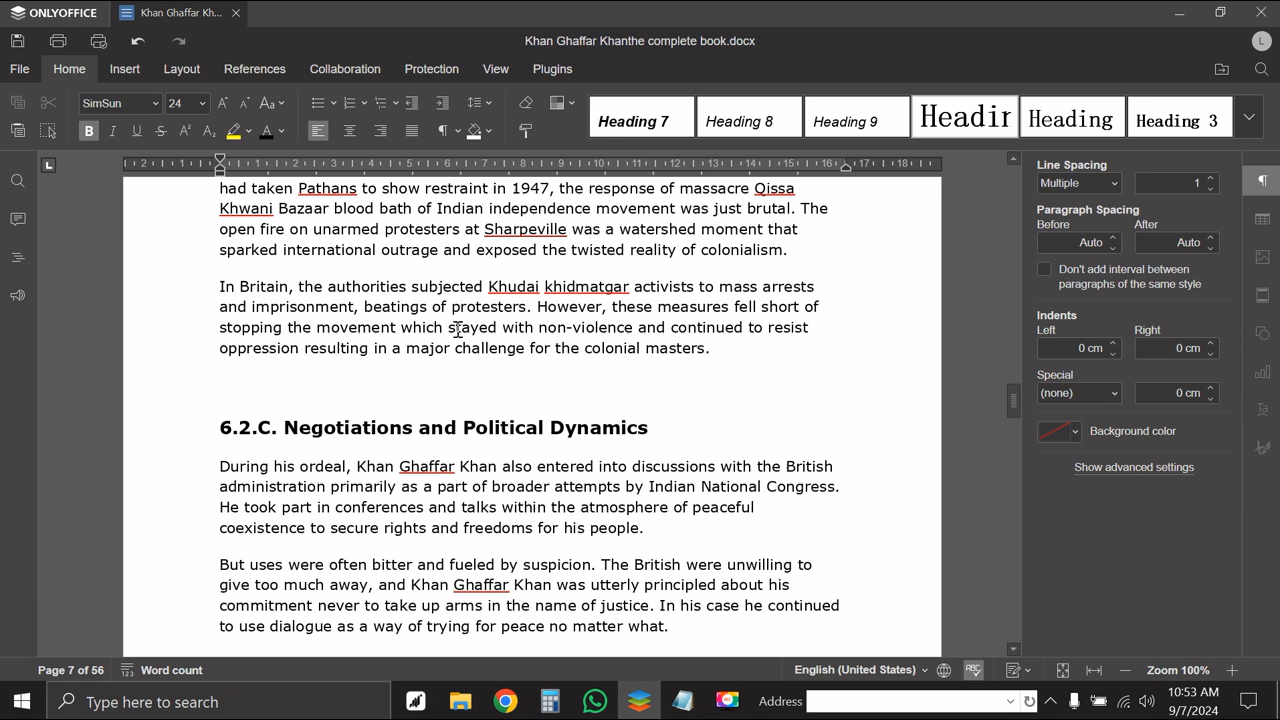 ONLYOFFICE
Khan Ghaffar Kh...
Khan Ghaffar Khanthe complete book.docx
L
File Home Insert Layout References Collaboration Protection View Plugins
SimSun 24
Heading 7 Heading 8 Heading 9 Headir Heading Heading 3
had taken Pathans to show restraint in 1947, the response of massacre Qissa
Khwani Bazaar blood bath of Indian independence movement was just brutal. The
open fire on unarmed protesters at Sharpeville was a watershed moment that
sparked international outrage and exposed the twisted reality of colonialism.
In Britain, the authorities subjected Khudai khidmatgar activists to mass arrests
and imprisonment, beatings of protesters. However, these measures fell short of
stopping the movement which stayed with non-violence and continued to resist
oppression resulting in a major challenge for the colonial masters.
6.2.C. Negotiations and Political Dynamics
During his ordeal, Khan Ghaffar Khan also entered into discussions with the British
administration primarily as a part of broader attempts by Indian National Congress.
He took part in conferences and talks within the atmosphere of peaceful
coexistence to secure rights and freedoms for his people.
But uses were often bitter and fueled by suspicion. The British were unwilling to
give too much away, and Khan Ghaffar Khan was utterly principled about his
commitment never to take up arms in the name of justice. In his case he continued
to use dialogue as a way of trying for peace no matter what.
Line Spacing
Multiple 1
Paragraph Spacing
Before After
Auto Auto
Don't add interval between
paragraphs of the same style
Indents
Left Right
0 cm 0 cm
Special
(none) 0 cm
Background color
Show advanced settings
Page 7 of 56 Word count English (United States) Zoom 100%
Type here to search Address 10:53 AM
9/7/2024